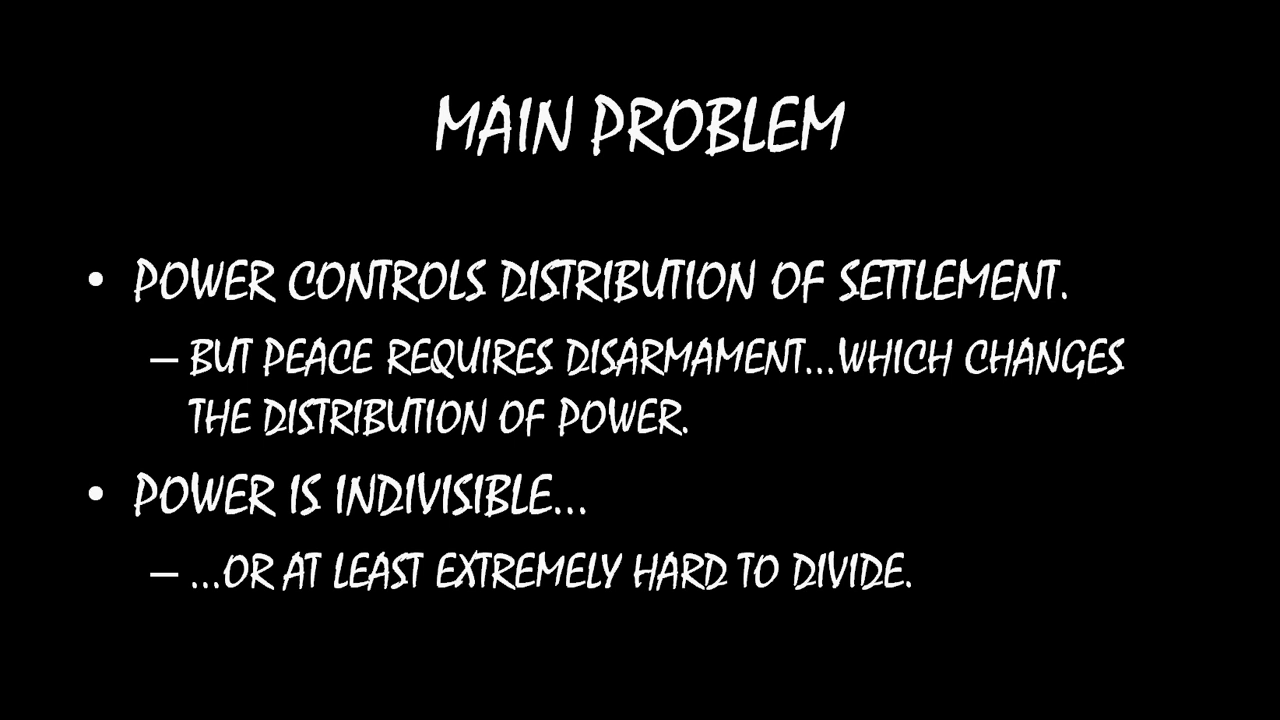 MAIN PROBLEM
• POWER CONTROLS DISTRIBUTION OF SETTLEMENT.
– BUT PEACE REQUIRES DISARMAMENT...WHICH CHANGES
THE DISTRIBUTION OF POWER.
• POWER IS INDIVISIBLE...
– ...OR AT LEAST EXTREMELY HARD TO DIVIDE.